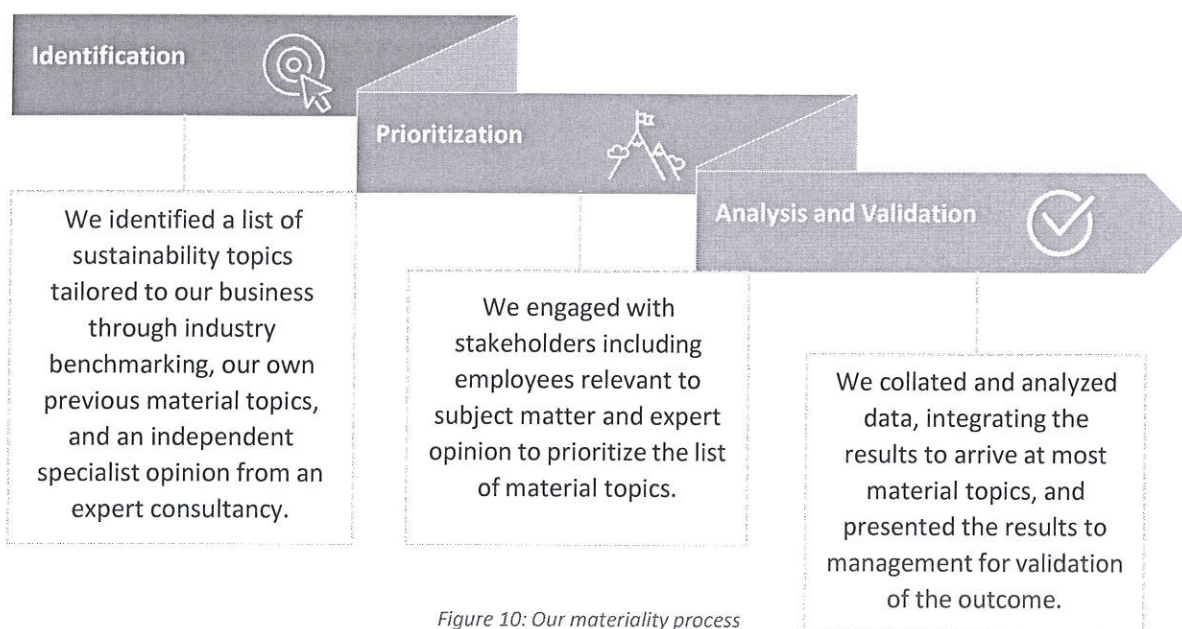 Identification
We identified a list of
sustainability topics
tailored to our business
through industry
benchmarking, our own
previous material topics,
and an independent
specialist opinion from an
expert consultancy.
Prioritization
We engaged with
stakeholders including
employees relevant to
subject matter and expert
opinion to prioritize the list
of material topics.
Analysis and Validation
We collated and analyzed
data, integrating the
results to arrive at most
material topics, and
presented the results to
management for validation
of the outcome.
Figure 10: Our materiality process